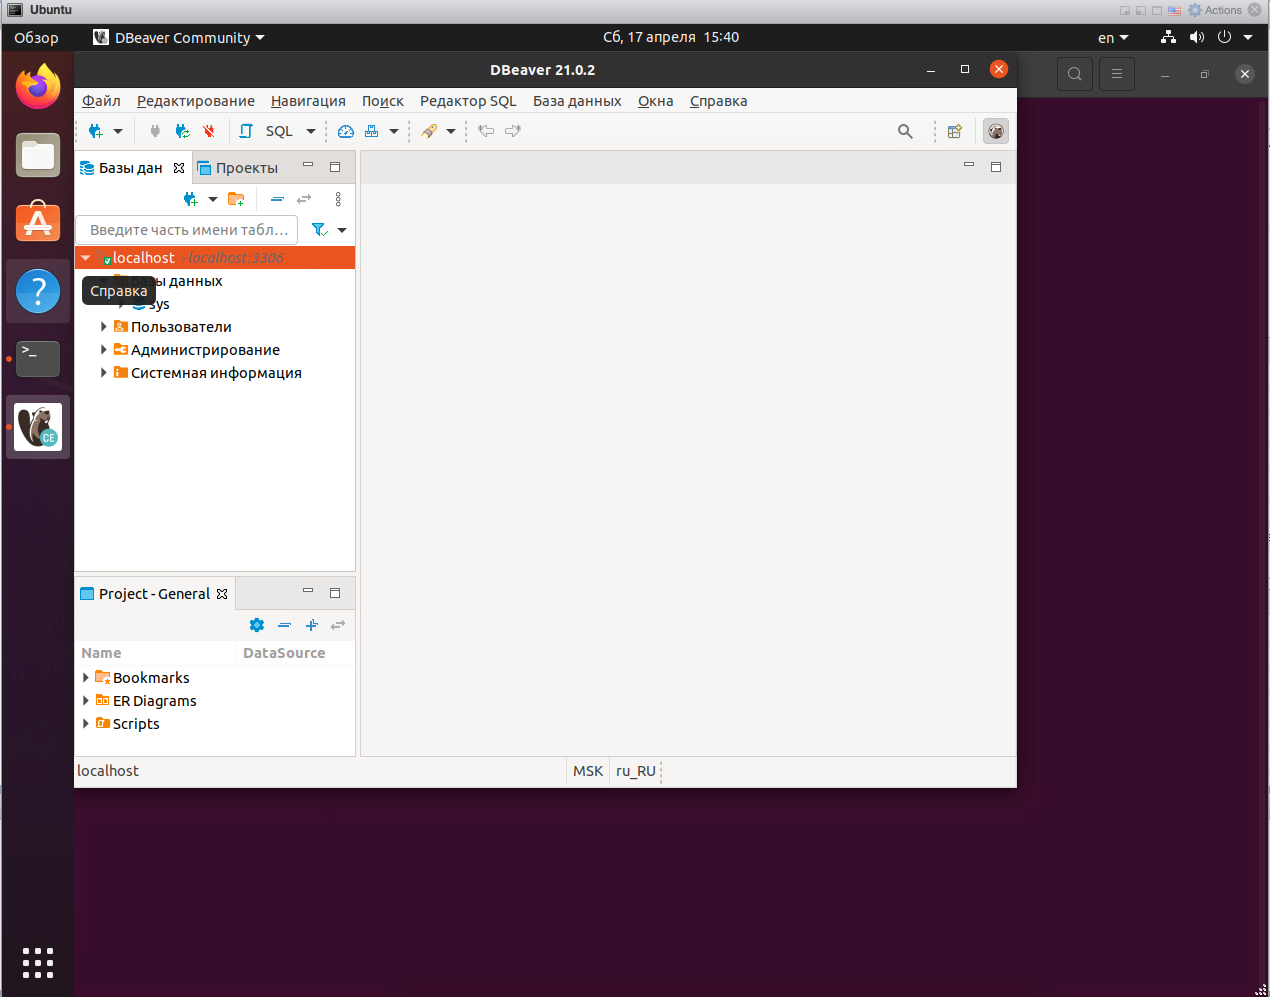 Ubuntu
Actions
Обзор
DBeaver Community
Сб, 17 апреля 15:40
en
DBeaver 21.0.2
Файл Редактирование Навигация Поиск Редактор SQL База данных Окна Справка
SQL
Базы дан
Проекты
Введите часть имени табл...
localhost - localhost:3306
базы данных
Справка
sys
Пользователи
Администрирование
Системная информация
>_
CE
Project - General
Name DataSource
Bookmarks
ER Diagrams
Scripts
localhost
MSK
ru_RU